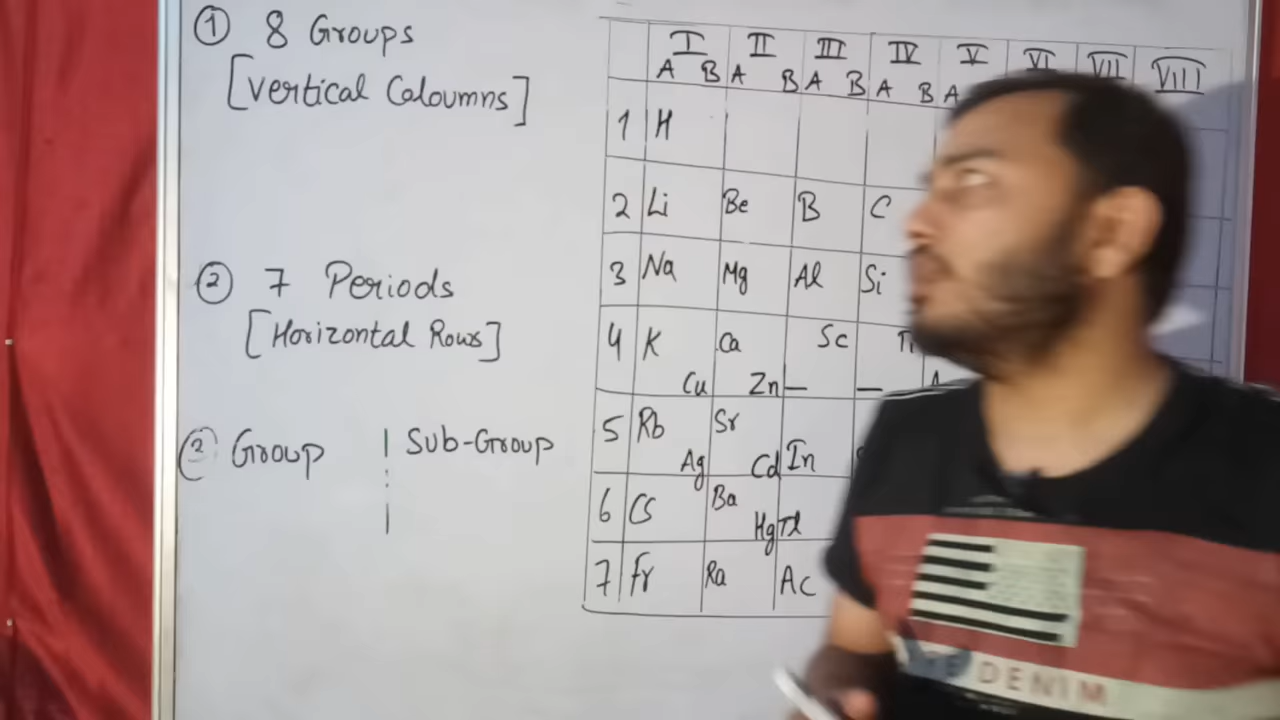 ① 8 Groups
[Vertical Caloumns]
② 7 Periods
[Horizontal Rows]
③ Group | Sub-Group
I II III IV V VI VII VIII
A B A B A B A B A
1 H
2 Li Be B C
3 Na Mg Al Si
4 K Ca Sc Ti
Cu Zn — —
5 Rb Sr
Ag Cd In
6 Cs Ba
Hg Tl
7 Fr Ra Ac
DENIM